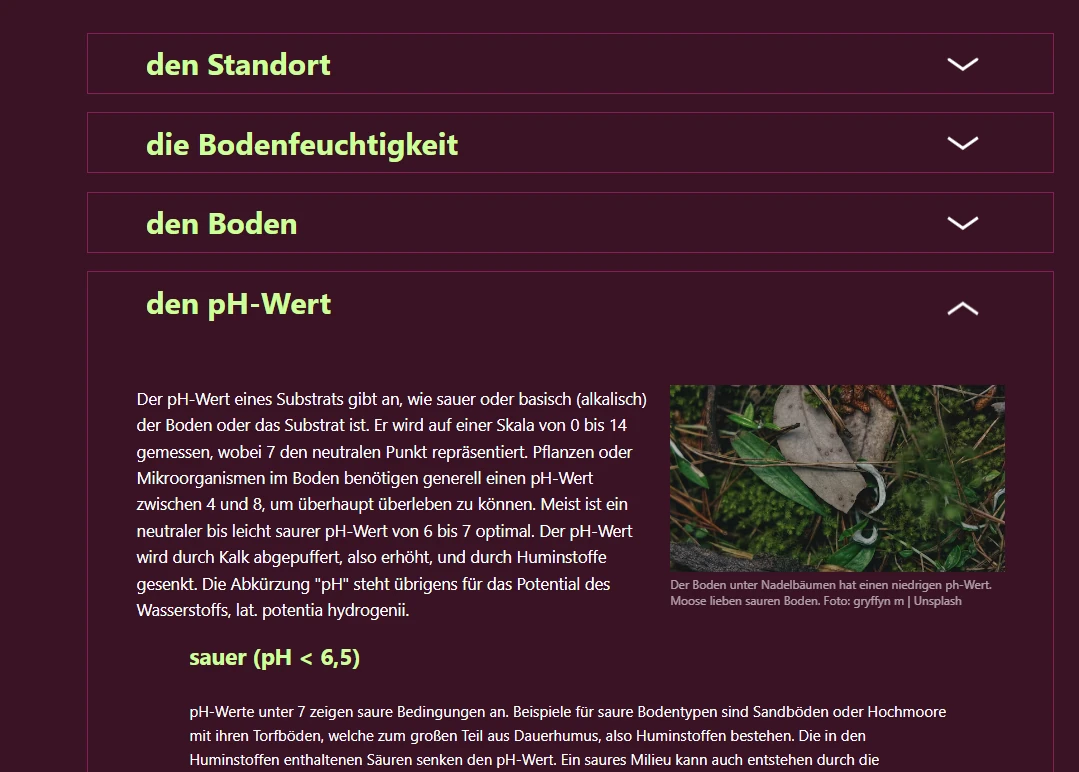 den Standort
die Bodenfeuchtigkeit
den Boden
den pH-Wert
Der pH-Wert eines Substrats gibt an, wie sauer oder basisch (alkalisch)
der Boden oder das Substrat ist. Er wird auf einer Skala von 0 bis 14
gemessen, wobei 7 den neutralen Punkt repräsentiert. Pflanzen oder
Mikroorganismen im Boden benötigen generell einen pH-Wert
zwischen 4 und 8, um überhaupt überleben zu können. Meist ist ein
neutraler bis leicht saurer pH-Wert von 6 bis 7 optimal. Der pH-Wert
wird durch Kalk abgepuffert, also erhöht, und durch Huminstoffe
gesenkt. Die Abkürzung "pH" steht übrigens für das Potential des
Wasserstoffs, lat. potentia hydrogenii.
Der Boden unter Nadelbäumen hat einen niedrigen ph-Wert.
Moose lieben sauren Boden. Foto: gryffyn m | Unsplash
sauer (pH < 6,5)
pH-Werte unter 7 zeigen saure Bedingungen an. Beispiele für saure Bodentypen sind Sandböden oder Hochmoore
mit ihren Torfböden, welche zum großen Teil aus Dauerhumus, also Huminstoffen bestehen. Die in den
Huminstoffen enthaltenen Säuren senken den pH-Wert. Ein saures Milieu kann auch entstehen durch die